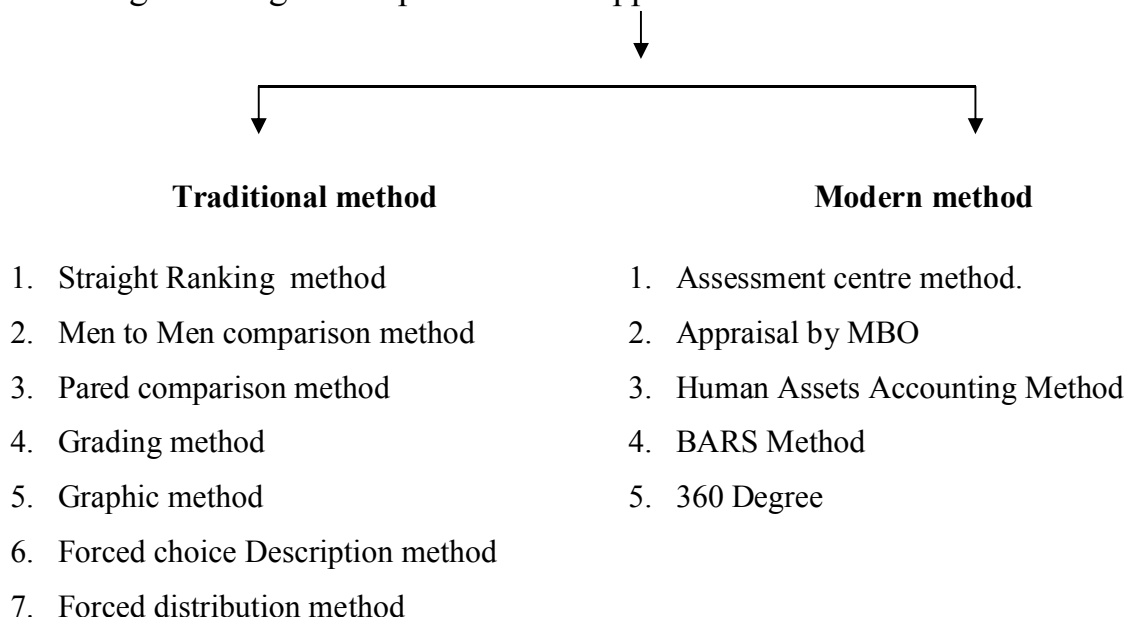 Traditional method
1. Straight Ranking method
2. Men to Men comparison method
3. Pared comparison method
4. Grading method
5. Graphic method
6. Forced choice Description method
7. Forced distribution method
Modern method
1. Assessment centre method.
2. Appraisal by MBO
3. Human Assets Accounting Method
4. BARS Method
5. 360 Degree